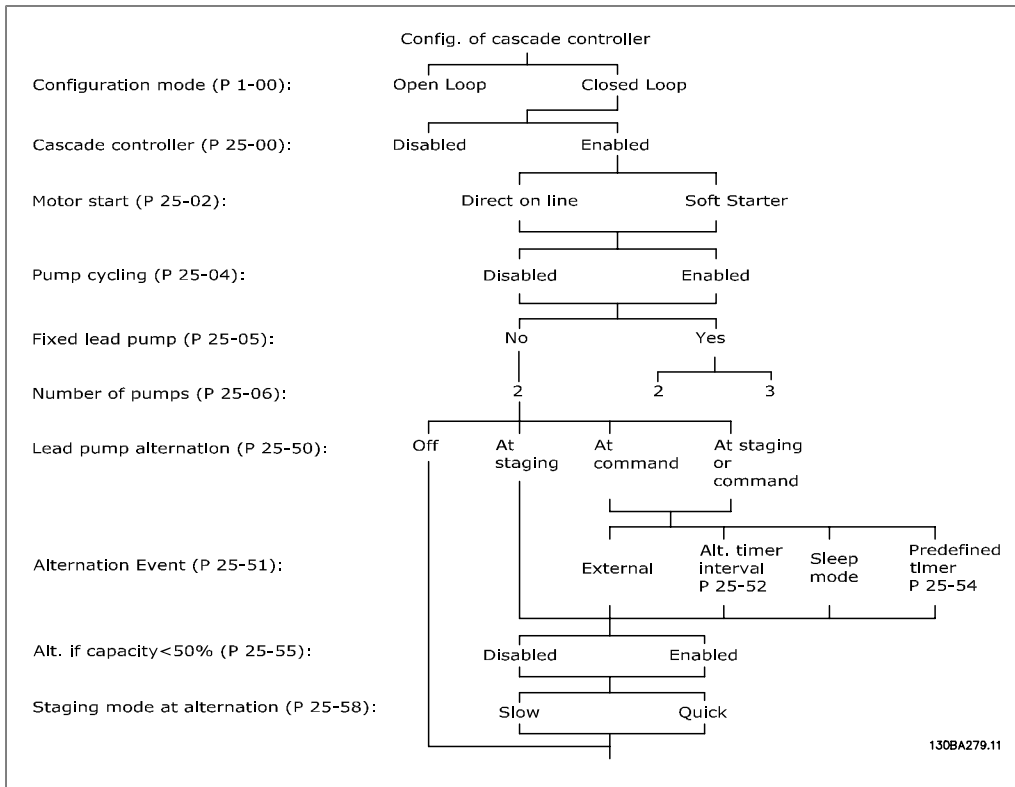 Config. of cascade controller
Configuration mode (P 1-00): Open Loop Closed Loop
Cascade controller (P 25-00): Disabled Enabled
Motor start (P 25-02): Direct on line Soft Starter
Pump cycling (P 25-04): Disabled Enabled
Fixed lead pump (P 25-05): No Yes
Number of pumps (P 25-06): 2 2 3
Lead pump alternation (P 25-50): Off At staging At command At staging or command
Alternation Event (P 25-51): External Alt. timer interval P 25-52 Sleep mode Predefined timer P 25-54
Alt. if capacity<50% (P 25-55): Disabled Enabled
Staging mode at alternation (P 25-58): Slow Quick
130BA279.11